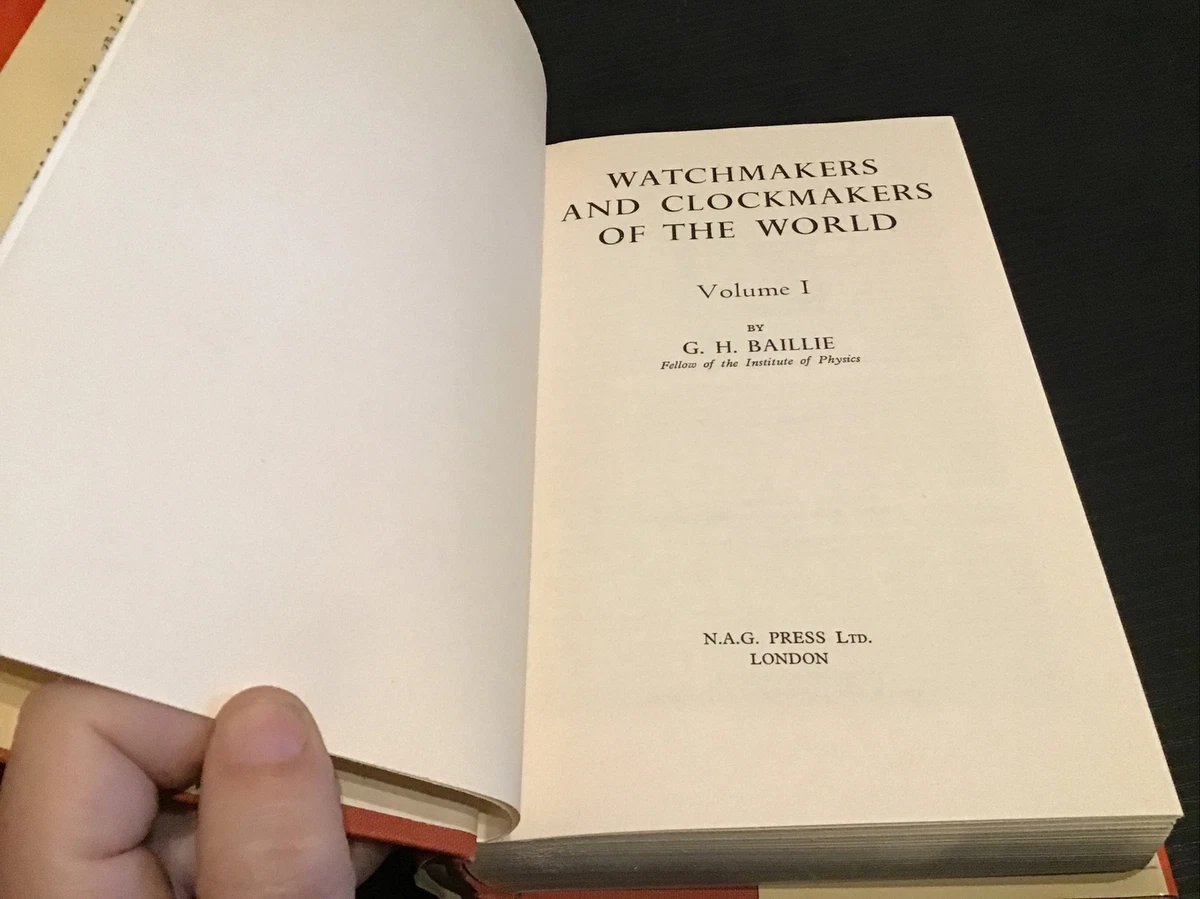 WATCHMAKERS
AND CLOCKMAKERS
OF THE WORLD
Volume I
BY
G. H. BAILLIE
Fellow of the Institute of Physics
N.A.G. PRESS LTD.
LONDON